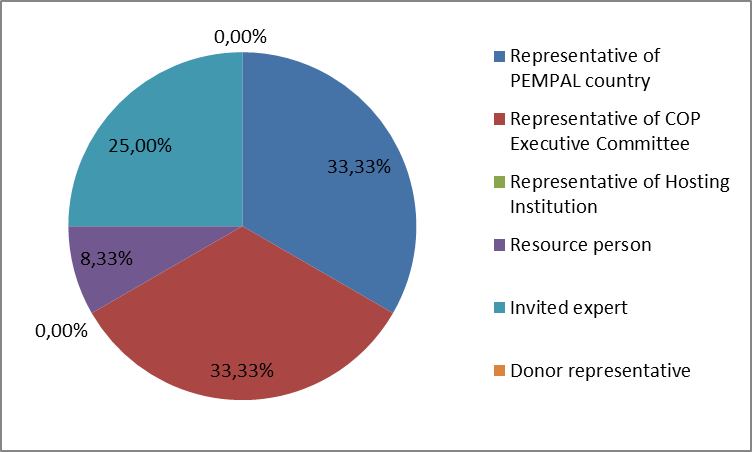 0,00%
33,33%
25,00%
8,33%
0,00%
33,33%
Representative of
PEMPAL country
Representative of COP
Executive Committee
Representative of Hosting
Institution
Resource person
Invited expert
Donor representative